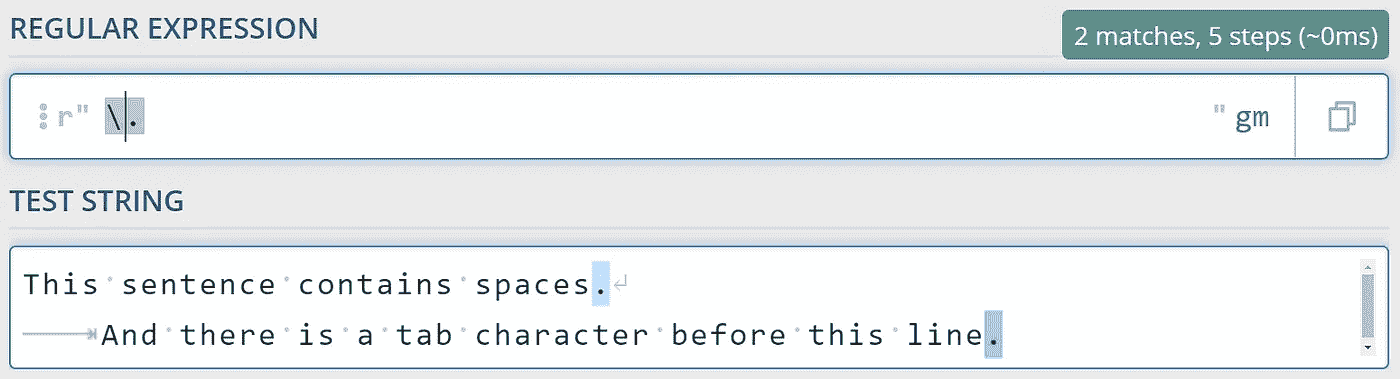 REGULAR EXPRESSION
2 matches, 5 steps (~0ms)
r" \. " gm
TEST STRING
This sentence contains spaces.
And there is a tab character before this line.